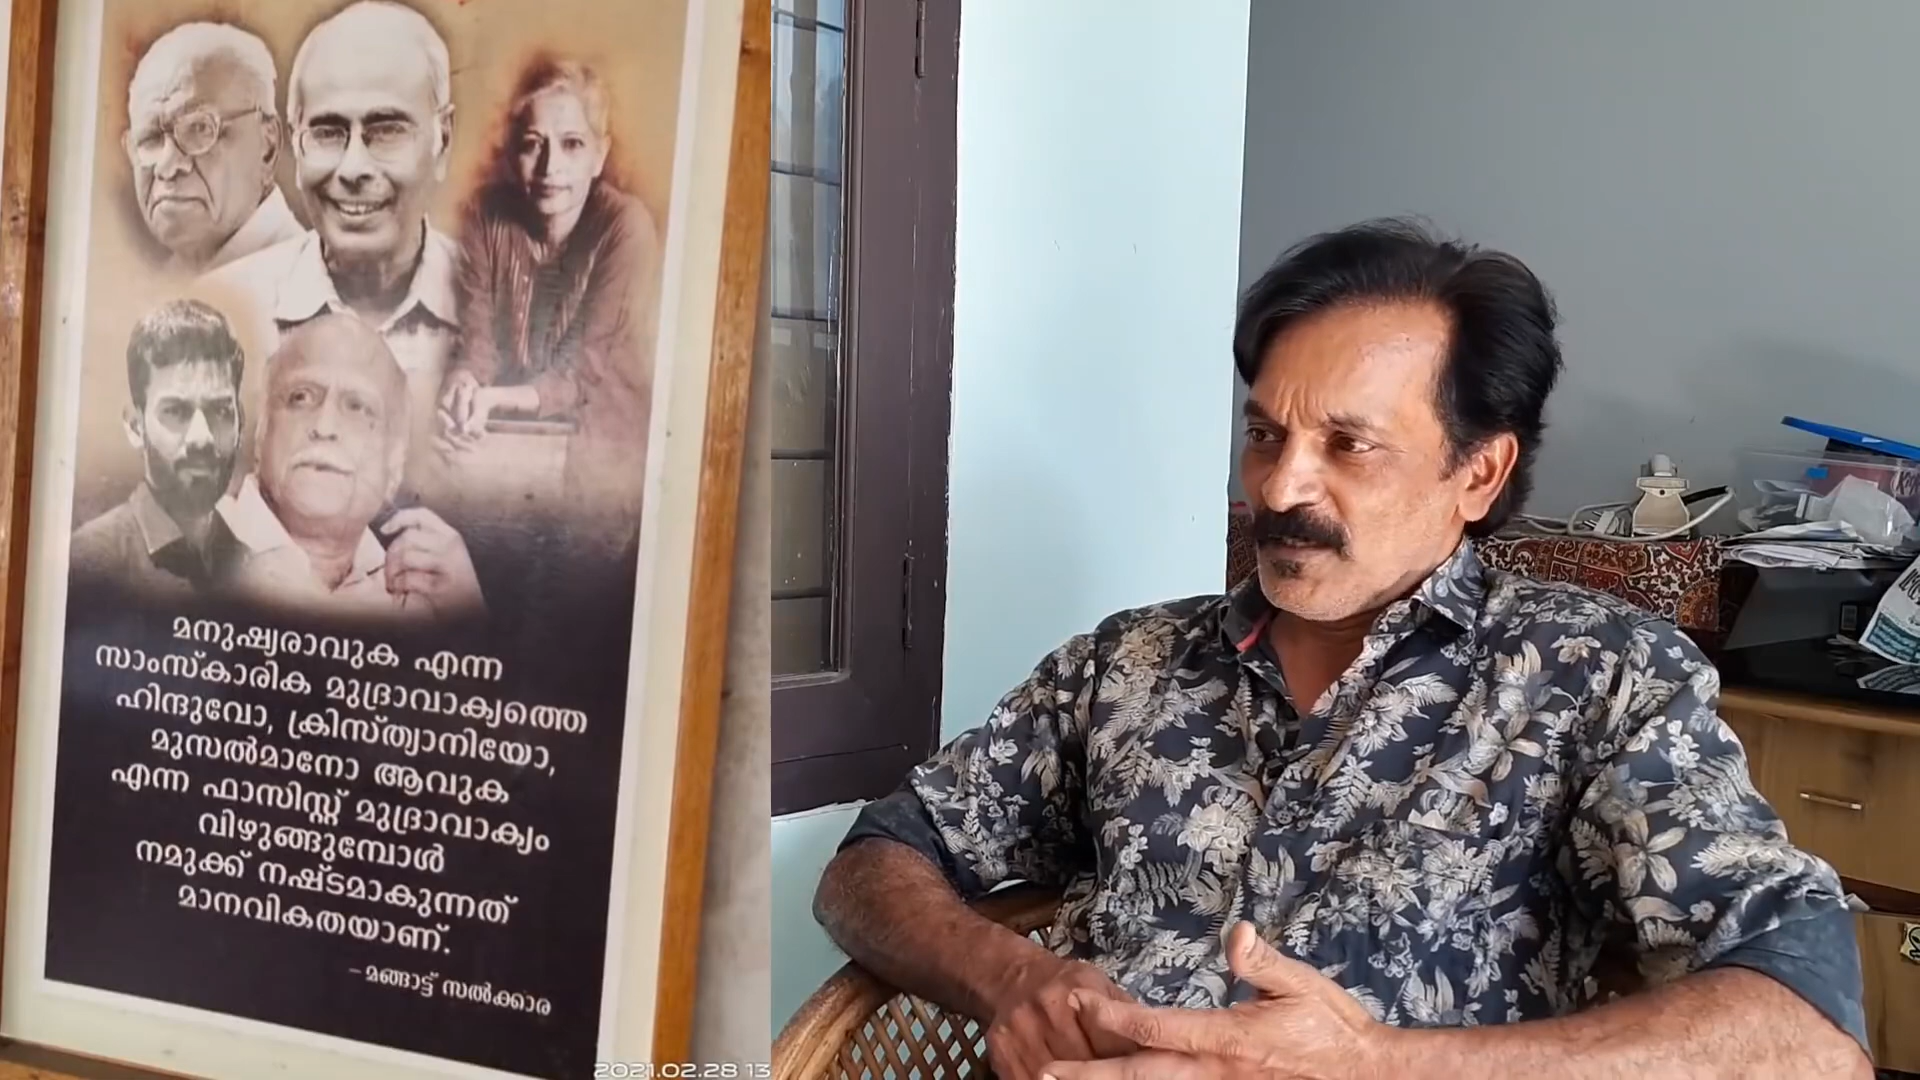 മനുഷ്യരാവുക എന്ന
സാംസ്കാരിക മുദ്രാവാക്യത്തെ
ഹിന്ദുവോ, ക്രിസ്ത്യാനിയോ,
മുസൽമാനോ ആവുക
എന്ന ഫാസിസ്റ്റ് മുദ്രാവാക്യം
വിഴുങ്ങുമ്പോൾ
നമുക്ക് നഷ്ടമാകുന്നത്
മാനവികതയാണ്.
– മങ്ങാട്ട് സൽക്കാര
2021.02.28 13